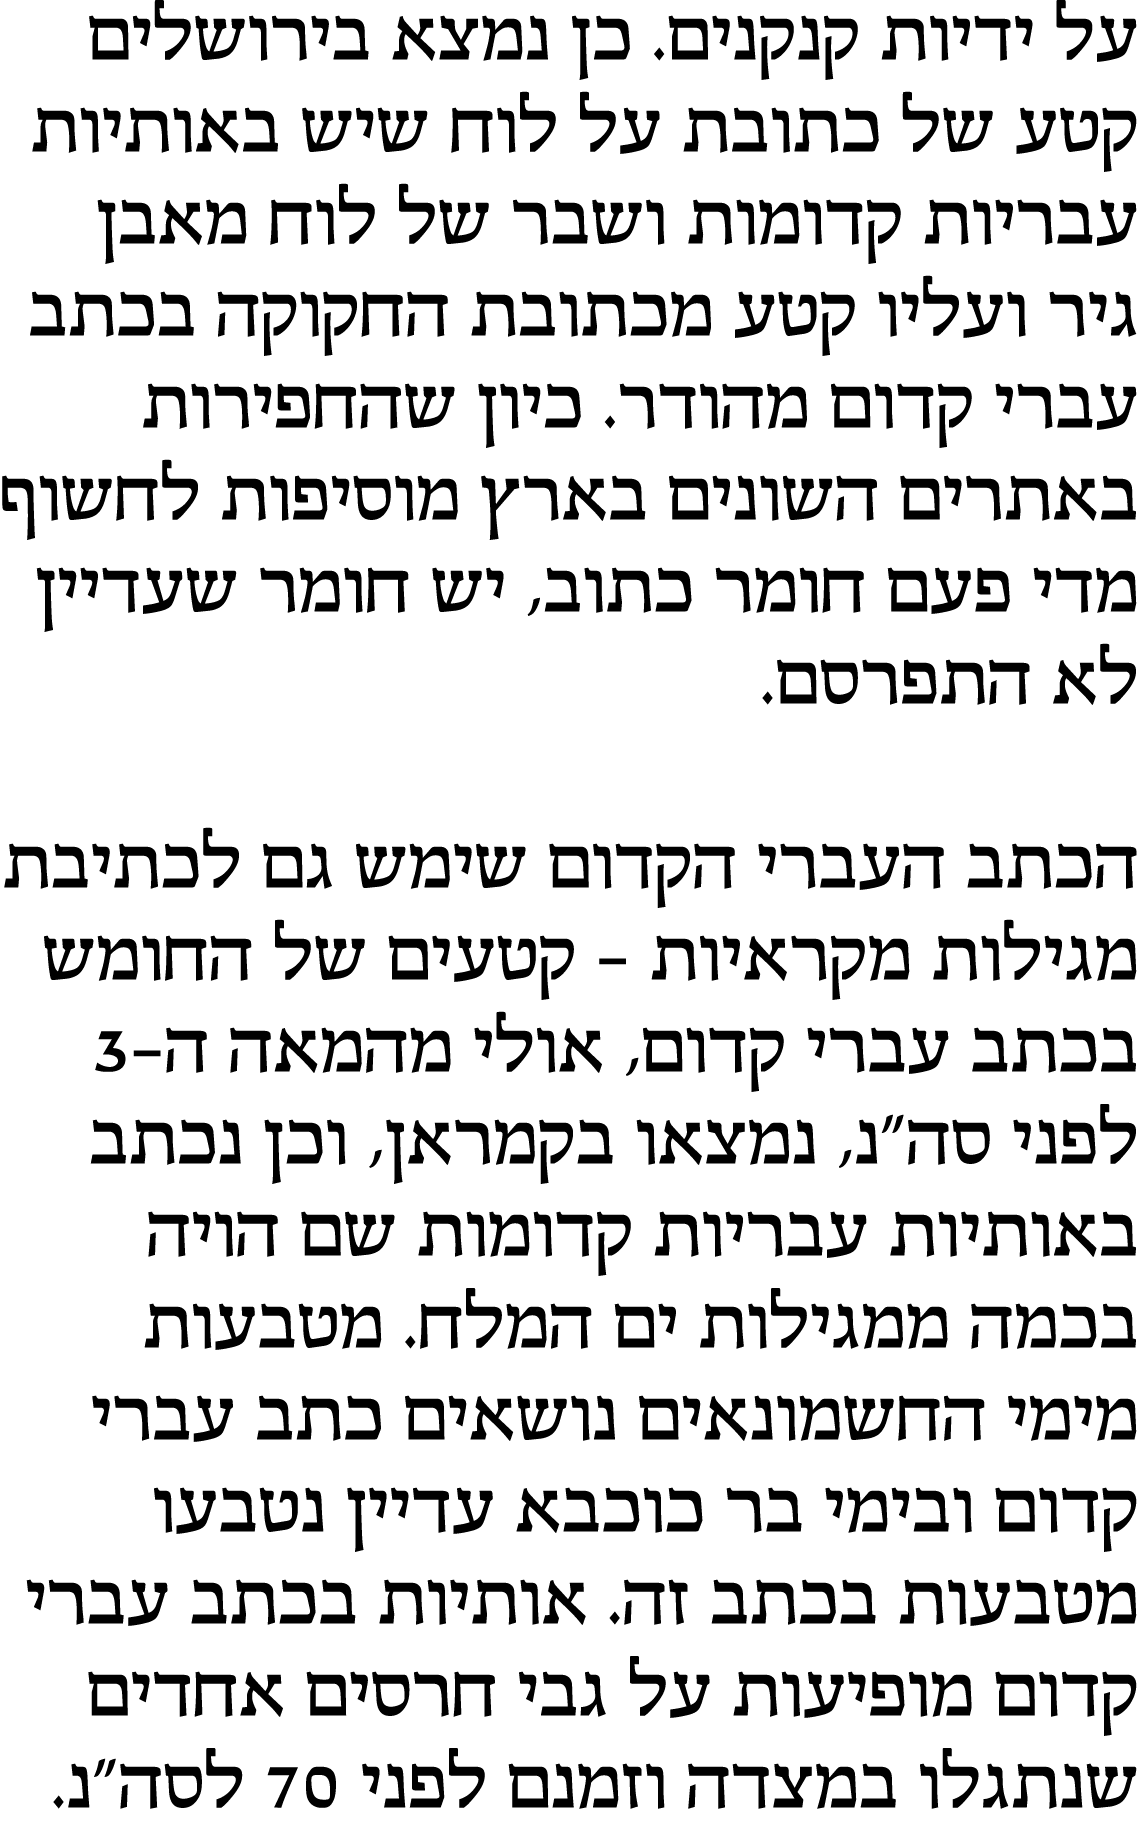 על ידיות קנקנים. כן נמצא בירושלים
קטע של כתובת על לוח שיש באותיות
עבריות קדומות ושבר של לוח מאבן
גיר ועליו קטע מכתובת החקוקה בכתב
עברי קדום מהודר. כיון שהחפירות
באתרים השונים בארץ מוסיפות לחשוף
מדי פעם חומר כתוב, יש חומר שעדיין
לא התפרסם.
הכתב העברי הקדום שימש גם לכתיבת
מגילות מקראיות – קטעים של החומש
בכתב עברי קדום, אולי מהמאה ה–3
לפני סה״נ, נמצאו בקמראן, וכן נכתב
באותיות עבריות קדומות שם הויה
בכמה ממגילות ים המלח. מטבעות
מימי החשמונאים נושאים כתב עברי
קדום ובימי בר כוכבא עדיין נטבעו
מטבעות בכתב זה. אותיות בכתב עברי
קדום מופיעות על גבי חרסים אחדים
שנתגלו במצדה וזמנם לפני 70 לסה״נ.